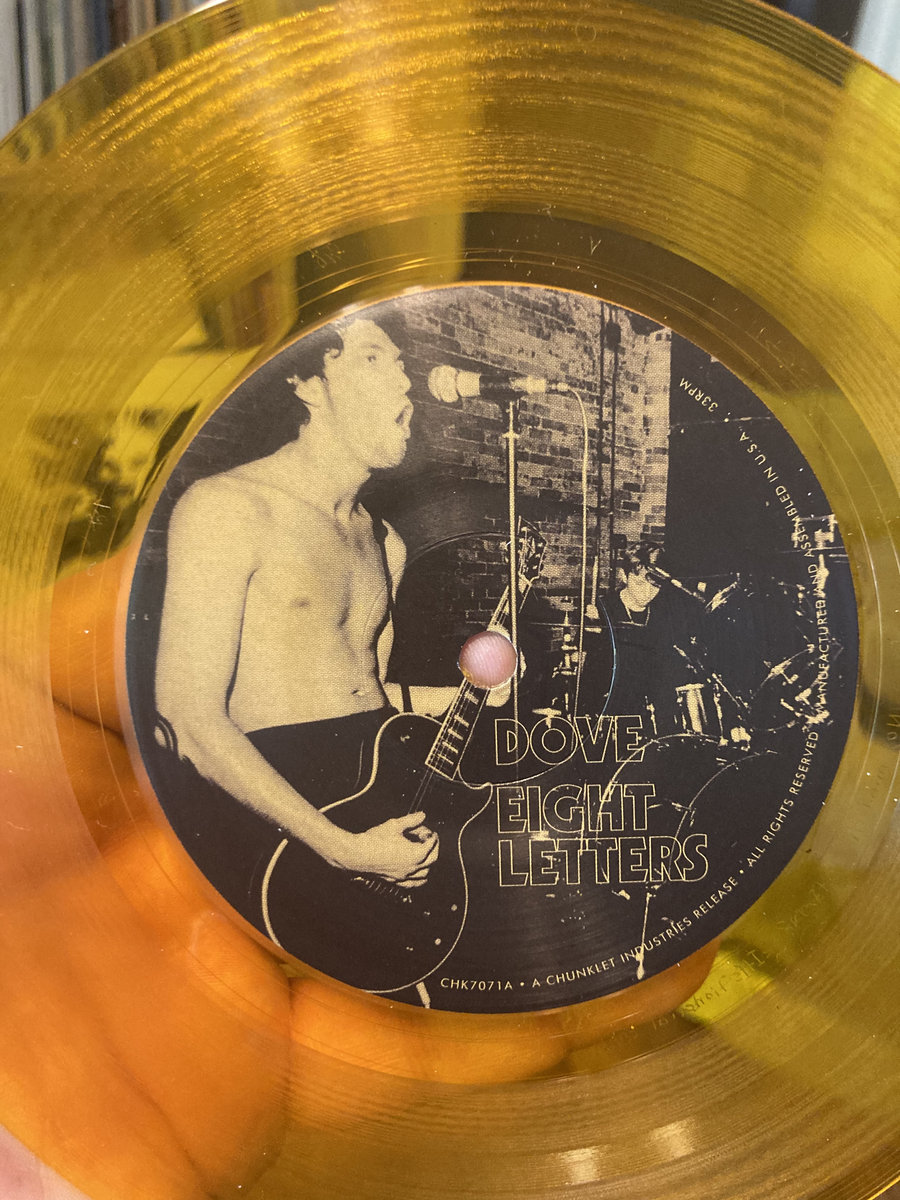 DOVE
EIGHT
LETTERS
CHK7071A • A CHUNKLET INDUSTRIES RELEASE • ALL RIGHTS RESERVED • MANUFACTURED AND ASSEMBLED IN U.S.A. • 33RPM